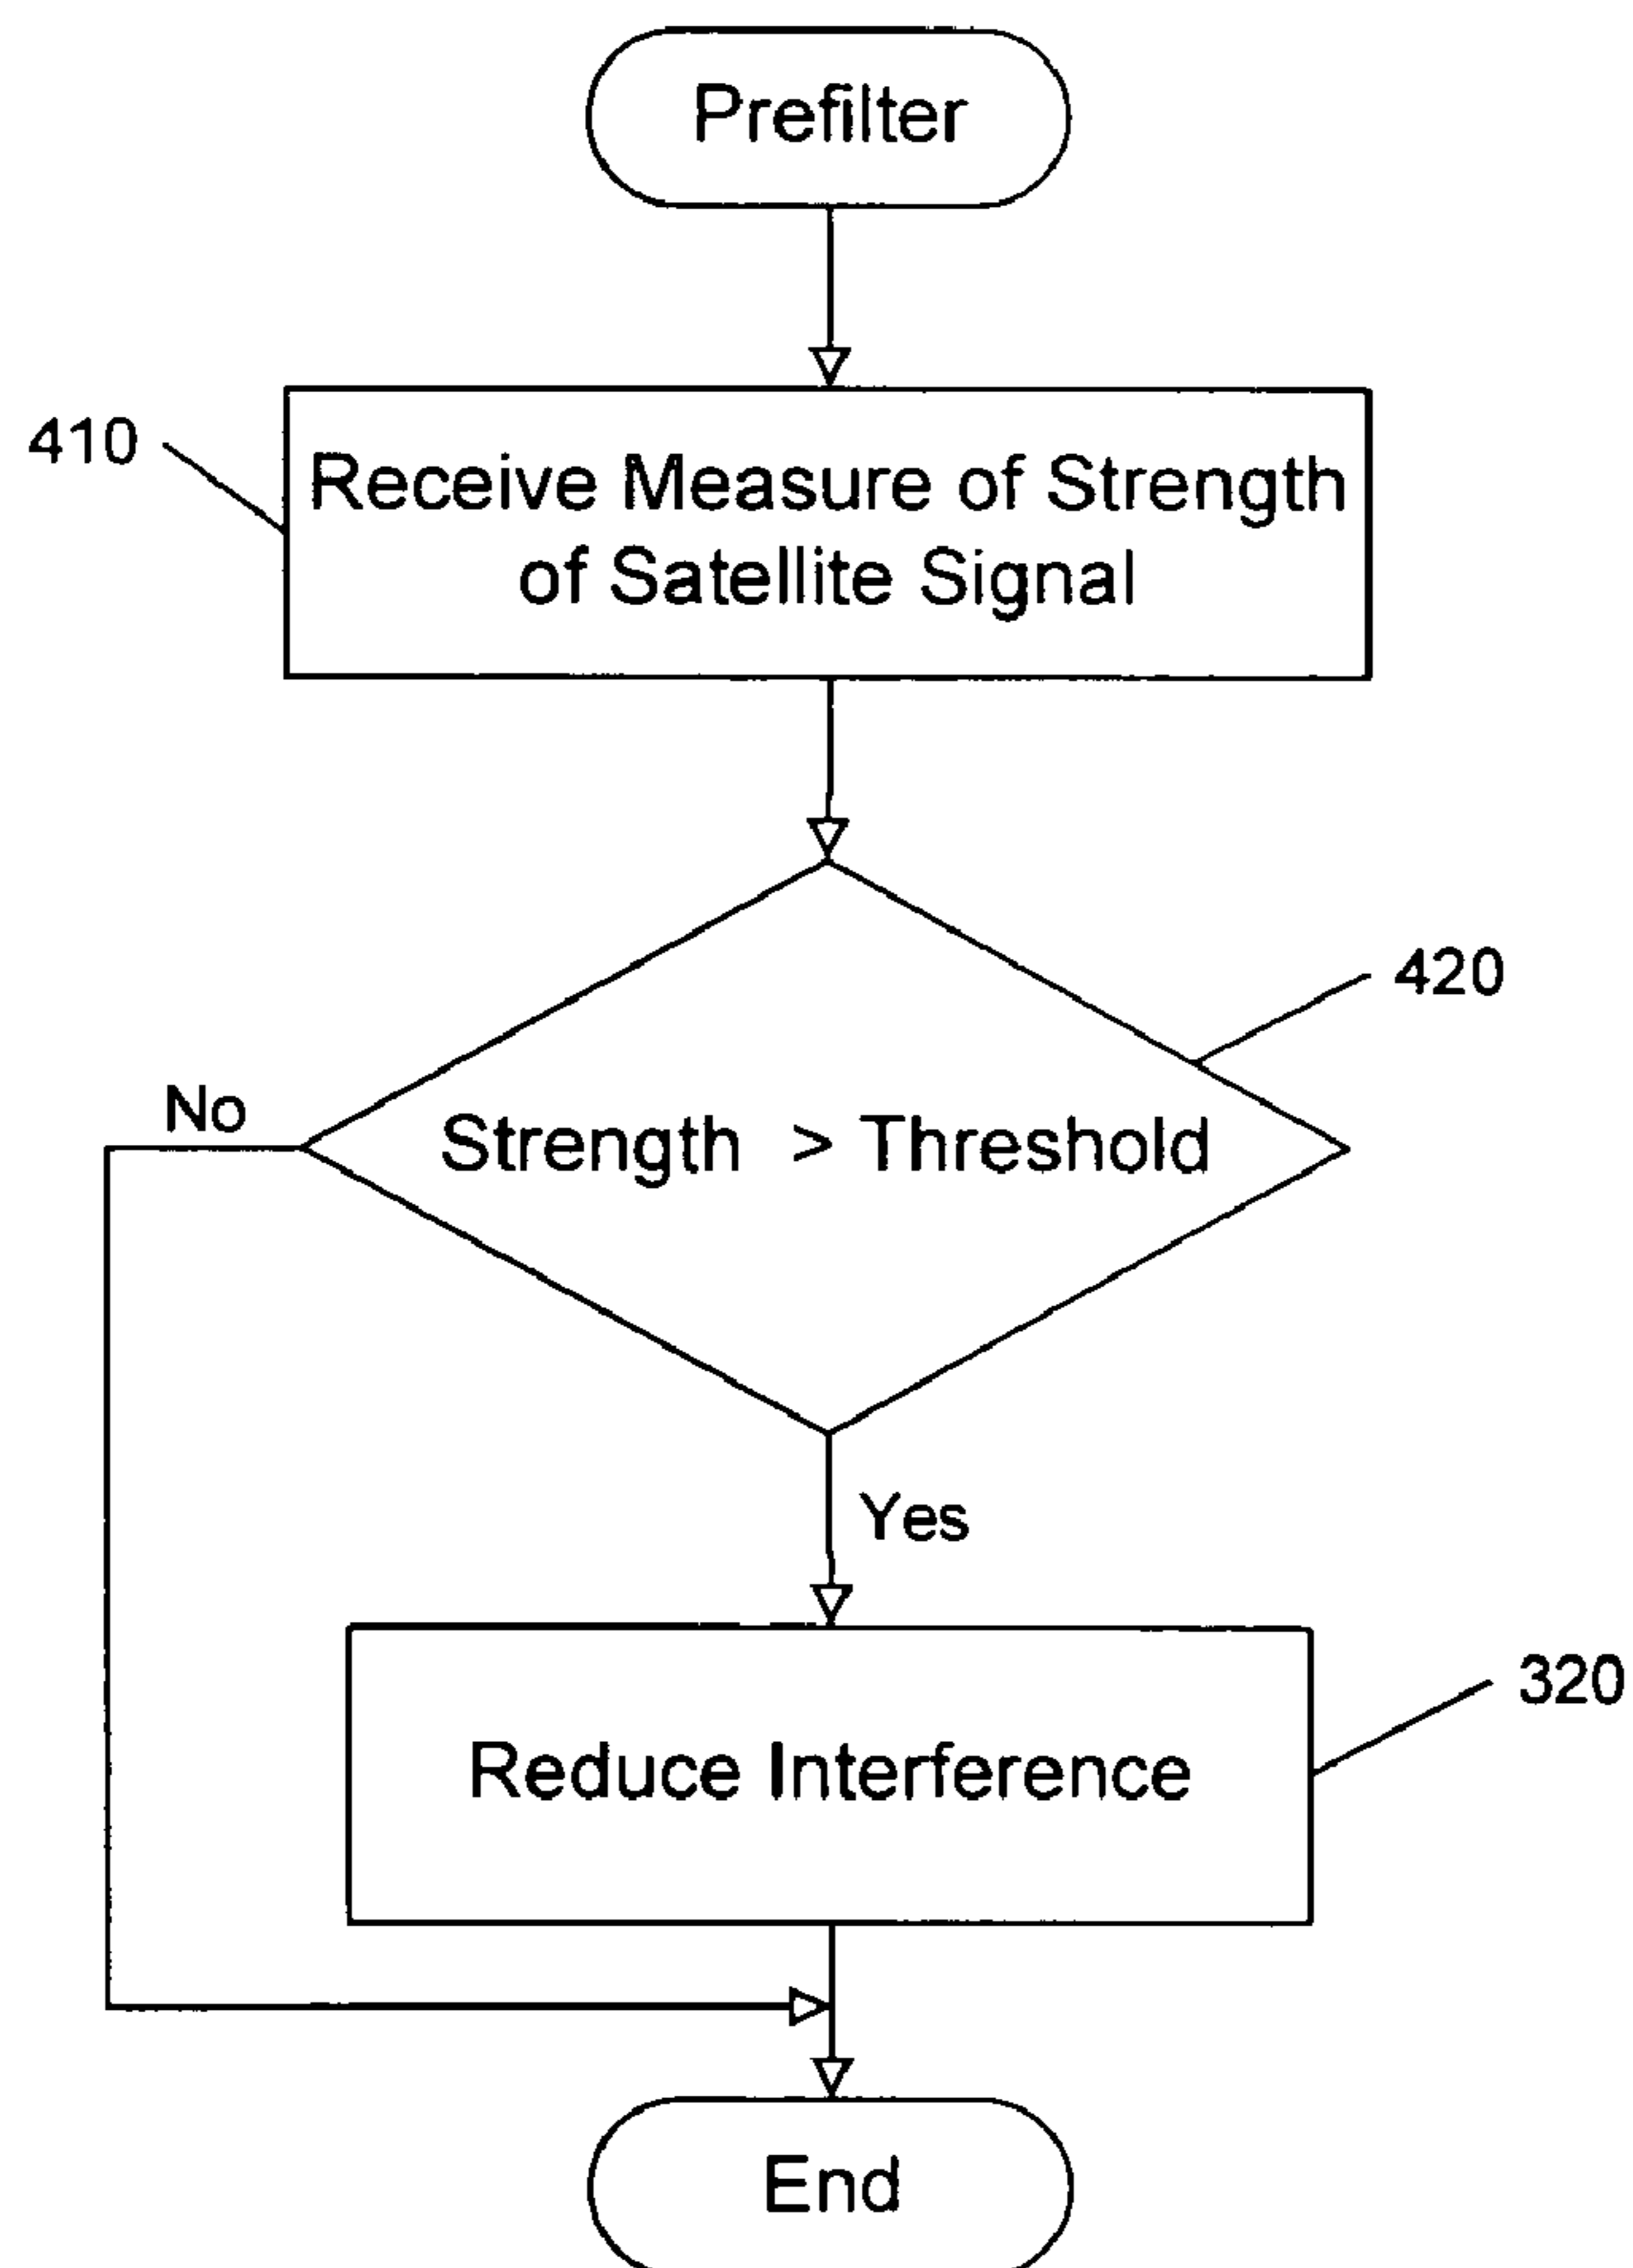 Prefilter
410
Receive Measure of Strength
of Satellite Signal
420
No
Strength > Threshold
Yes
320
Reduce Interference
End